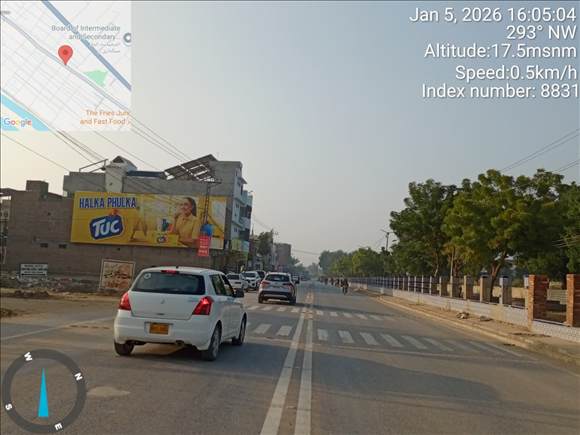 Board of Intermediate
and Secondary...
The Fried Junc
and Fast Food
Google
Jan 5, 2026 16:05:04
293° NW
Altitude:17.5msnm
Speed:0.5km/h
Index number: 8831
HALKA PHULKA
TUC
W
N
S
E